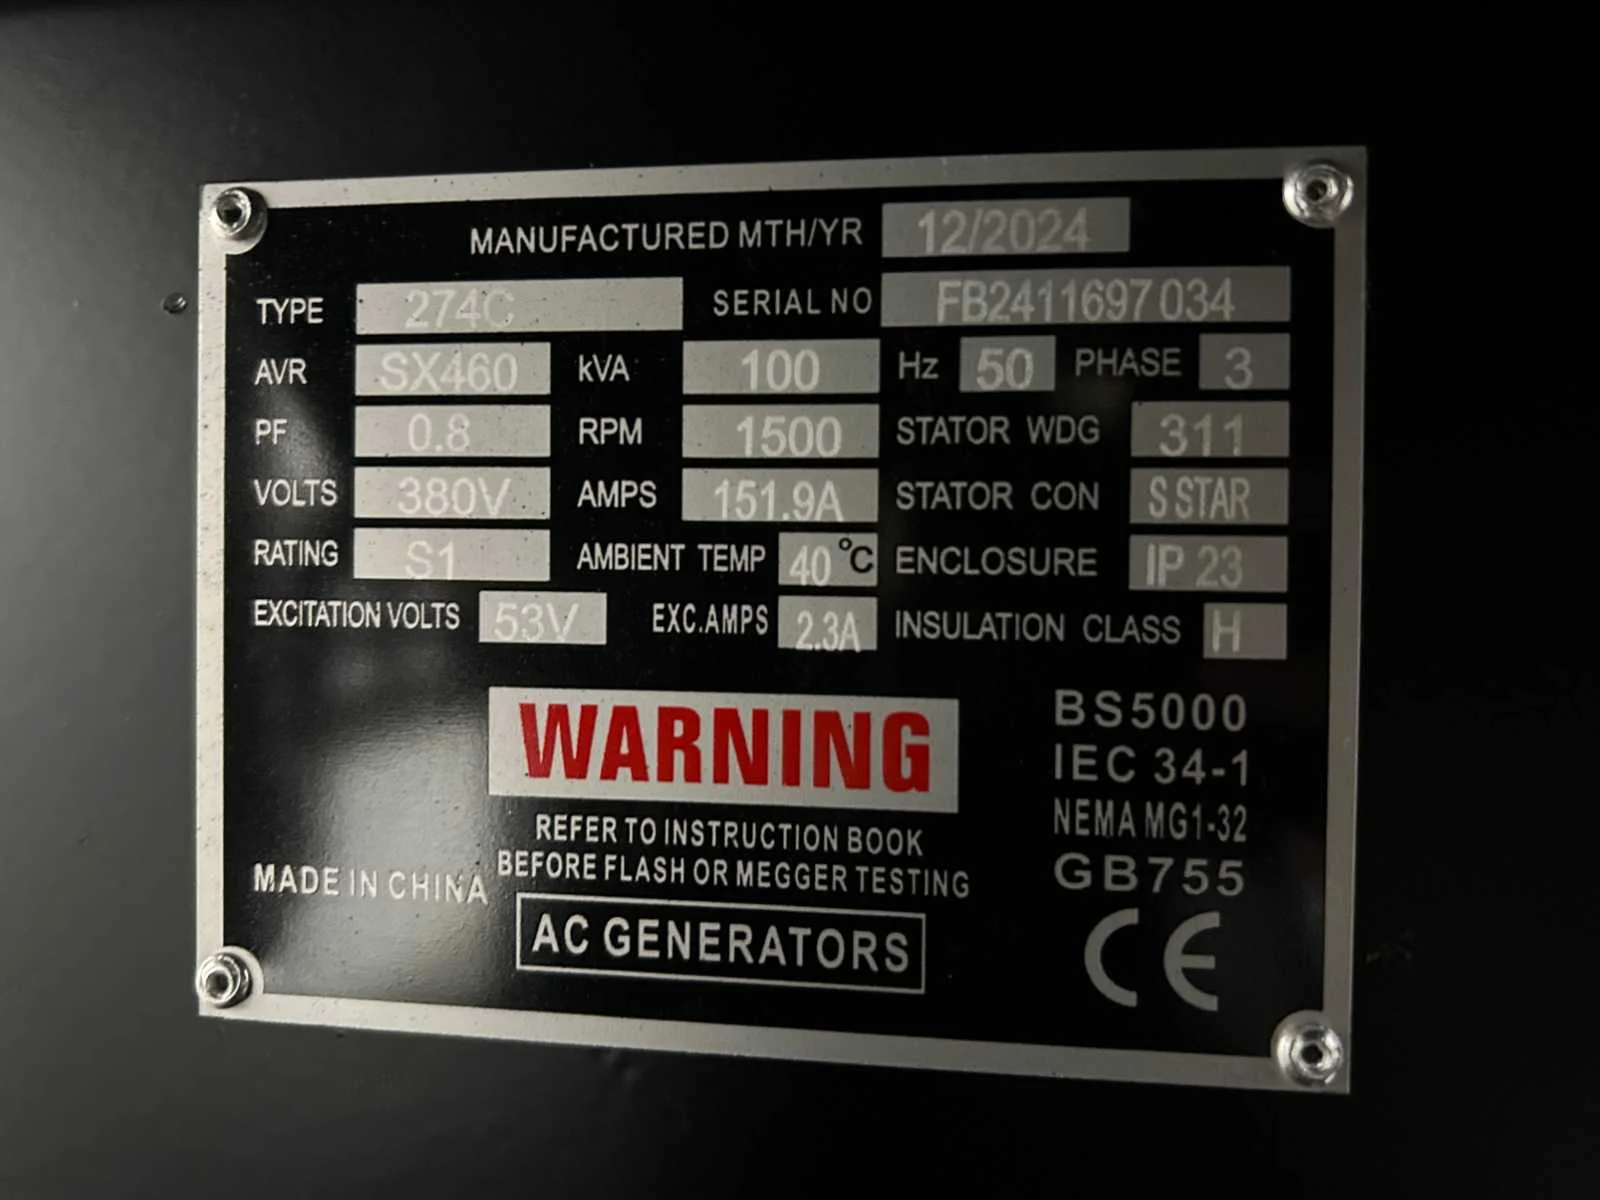 MANUFACTURED MTH/YR 12/2024
TYPE 274C SERIAL NO FB2411697034
AVR SX460 kVA 100 Hz 50 PHASE 3
PF 0.8 RPM 1500 STATOR WDG 311
VOLTS 380V AMPS 151.9A STATOR CON S STAR
RATING S1 AMBIENT TEMP 40 °C ENCLOSURE IP 23
EXCITATION VOLTS 53V EXC.AMPS 2.3A INSULATION CLASS H
WARNING
REFER TO INSTRUCTION BOOK
BEFORE FLASH OR MEGGER TESTING
MADE IN CHINA
AC GENERATORS
BS5000
IEC 34-1
NEMA MG1-32
GB755
CE